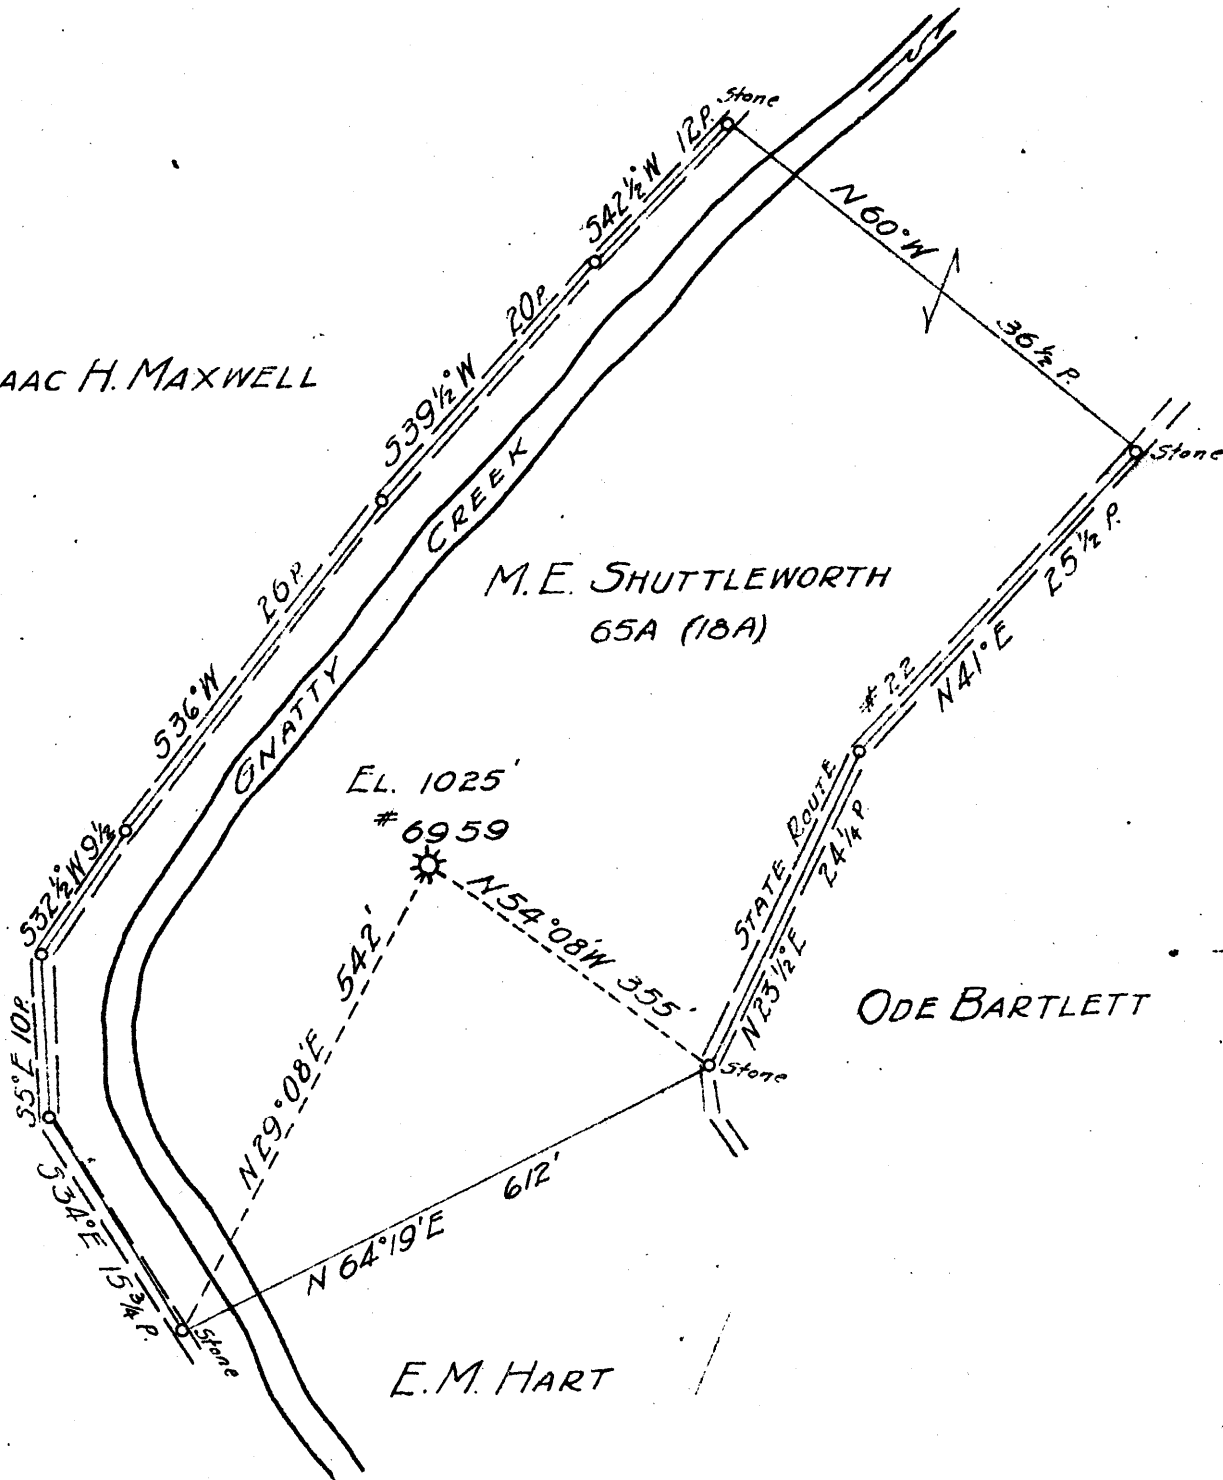 Stone
S42½°W 12P.
N60°W
36½ P.
S39½°W 20P.
AAC H. MAXWELL
Stone
25½ P.
N41°E
GNATTY CREEK
M.E. SHUTTLEWORTH
65A (18A)
S36°W 26P.
# 22
STATE ROUTE
24¼ P.
N23½°E
EL. 1025'
# 6959
S32½°W 9½
N54°08'W 355'
542'
N29°08'E
ODE BARTLETT
S5°E 10P.
Stone
612'
N 64°19'E
S34°E 15¾ P.
Stone
E.M. HART